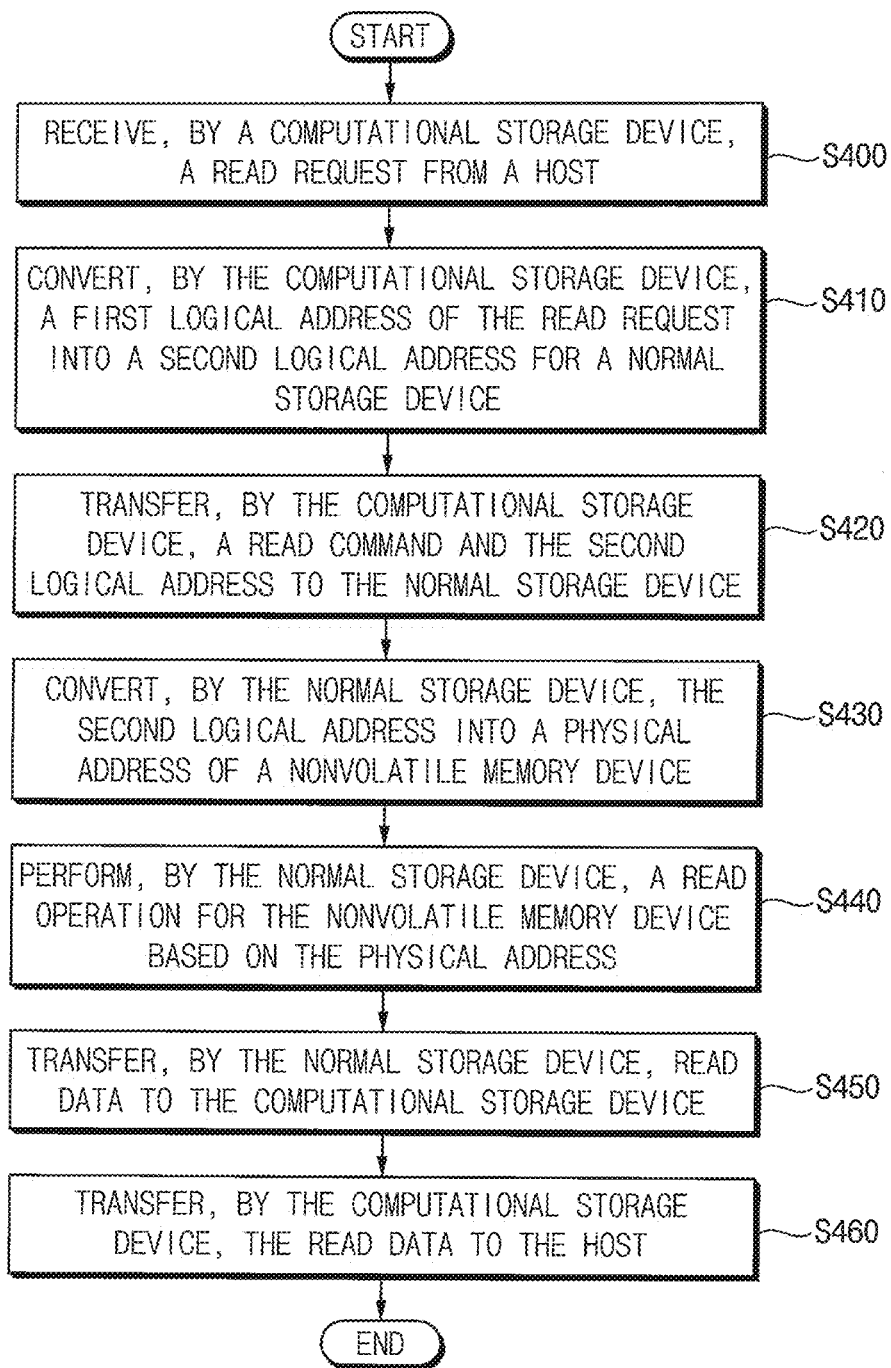 START
RECEIVE, BY A COMPUTATIONAL STORAGE DEVICE,
A READ REQUEST FROM A HOST
S400
CONVERT, BY THE COMPUTATIONAL STORAGE DEVICE,
A FIRST LOGICAL ADDRESS OF THE READ REQUEST
INTO A SECOND LOGICAL ADDRESS FOR A NORMAL
STORAGE DEVICE
S410
TRANSFER, BY THE COMPUTATIONAL STORAGE
DEVICE, A READ COMMAND AND THE SECOND
LOGICAL ADDRESS TO THE NORMAL STORAGE DEVICE
S420
CONVERT, BY THE NORMAL STORAGE DEVICE, THE
SECOND LOGICAL ADDRESS INTO A PHYSICAL
ADDRESS OF A NONVOLATILE MEMORY DEVICE
S430
PERFORM, BY THE NORMAL STORAGE DEVICE, A READ
OPERATION FOR THE NONVOLATILE MEMORY DEVICE
BASED ON THE PHYSICAL ADDRESS
S440
TRANSFER, BY THE NORMAL STORAGE DEVICE, READ
DATA TO THE COMPUTATIONAL STORAGE DEVICE
S450
TRANSFER, BY THE COMPUTATIONAL STORAGE
DEVICE, THE READ DATA TO THE HOST
S460
END